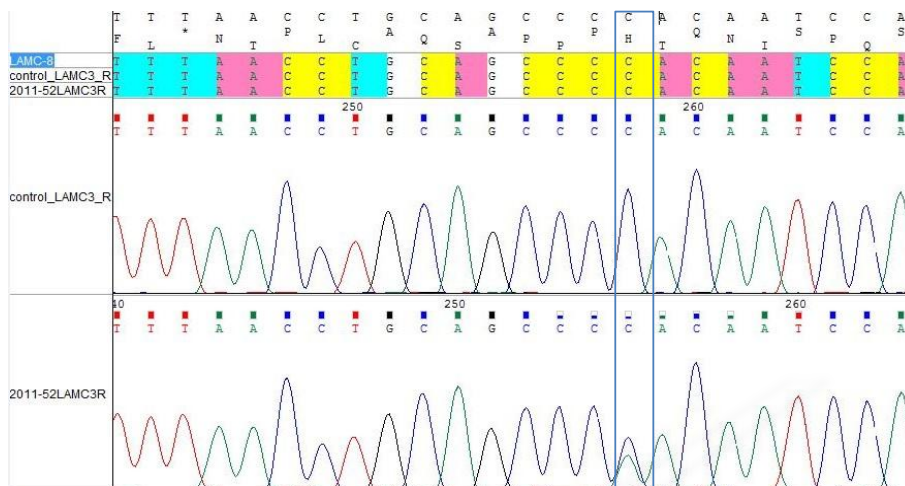 T T T A A C C T G C A G C C C C A C A A T C C A
F L * N T P L C A Q S A P P P H T Q N I S P Q S
LAMC-8 T T T A A C C T G C A G C C C C A C A A T C C A
control_LAMC3_R T T T A A C C T G C A G C C C C A C A A T C C A
2011-52LAMC3R T T T A A C C T G C A G C C C C A C A A T C C A
250 260
T T T A A C C T G C A G C C C C A C A A T C C A
control_LAMC3_R
40 250 260
T T T A A C C T G C A G C C C C A C A A T C C A
2011-52LAMC3R